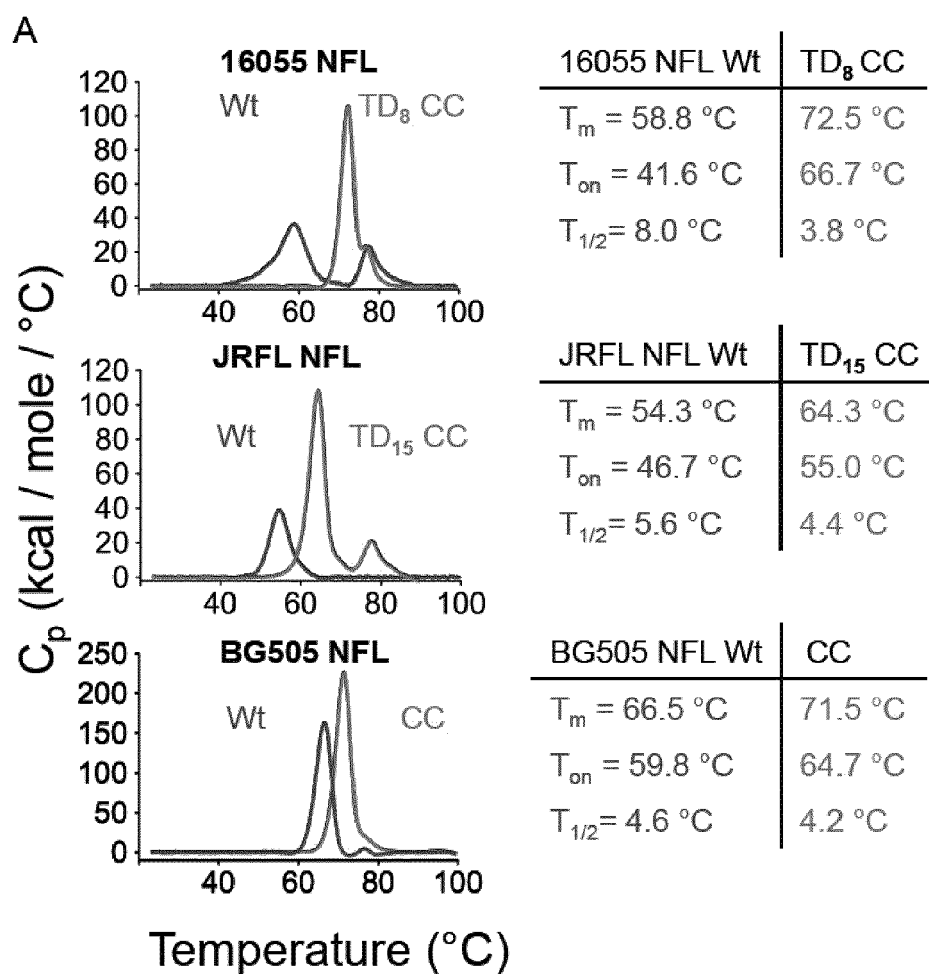 A
16055 NFL
Wt
TD₈ CC
120
100
80
60
40
20
0
40 60 80 100
16055 NFL Wt TD₈ CC
Tm = 58.8 °C 72.5 °C
Ton = 41.6 °C 66.7 °C
T1/2= 8.0 °C 3.8 °C
JRFL NFL
Wt
TD₁₅ CC
120
100
80
60
40
20
0
40 60 80 100
JRFL NFL Wt TD₁₅ CC
Tm = 54.3 °C 64.3 °C
Ton = 46.7 °C 55.0 °C
T1/2= 5.6 °C 4.4 °C
BG505 NFL
Wt
CC
250
200
150
100
50
0
40 60 80 100
BG505 NFL Wt CC
Tm = 66.5 °C 71.5 °C
Ton = 59.8 °C 64.7 °C
T1/2= 4.6 °C 4.2 °C
Cp (kcal / mole / °C)
Temperature (°C)